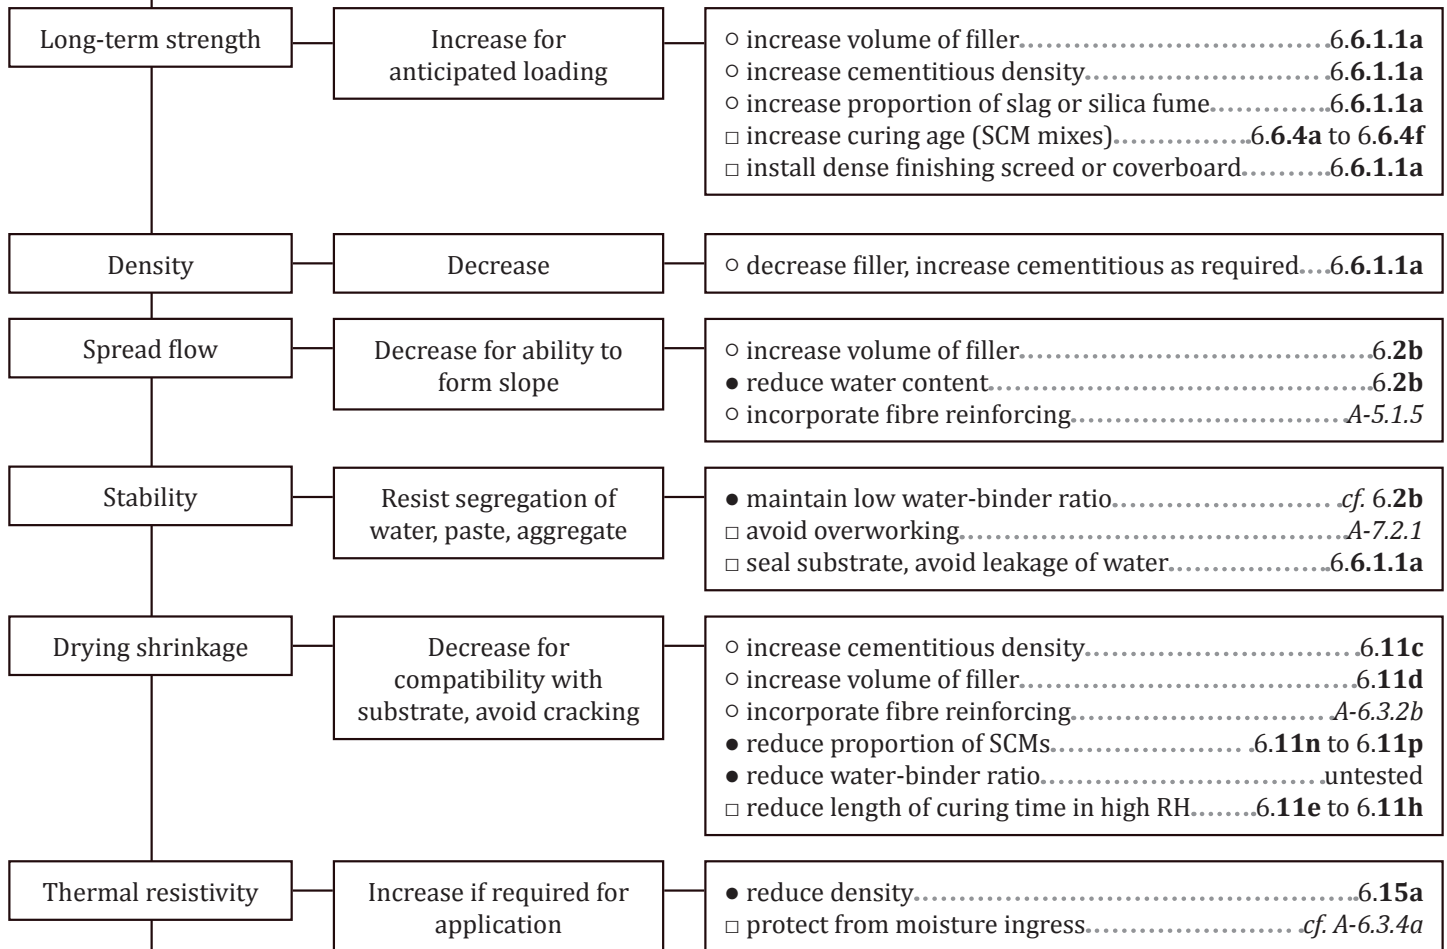 Long-term strength
Increase for
anticipated loading
○ increase volume of filler 6.6.1.1a
○ increase cementitious density 6.6.1.1a
○ increase proportion of slag or silica fume 6.6.1.1a
□ increase curing age (SCM mixes) 6.6.4a to 6.6.4f
□ install dense finishing screed or coverboard 6.6.1.1a
Density
Decrease
○ decrease filler, increase cementitious as required 6.6.1.1a
Spread flow
Decrease for ability to
form slope
○ increase volume of filler 6.2b
● reduce water content 6.2b
○ incorporate fibre reinforcing A-5.1.5
Stability
Resist segregation of
water, paste, aggregate
● maintain low water-binder ratio cf. 6.2b
□ avoid overworking A-7.2.1
□ seal substrate, avoid leakage of water 6.6.1.1a
Drying shrinkage
Decrease for
compatibility with
substrate, avoid cracking
○ increase cementitious density 6.11c
○ increase volume of filler 6.11d
○ incorporate fibre reinforcing A-6.3.2b
● reduce proportion of SCMs 6.11n to 6.11p
● reduce water-binder ratio untested
□ reduce length of curing time in high RH 6.11e to 6.11h
Thermal resistivity
Increase if required for
application
● reduce density 6.15a
□ protect from moisture ingress cf. A-6.3.4a